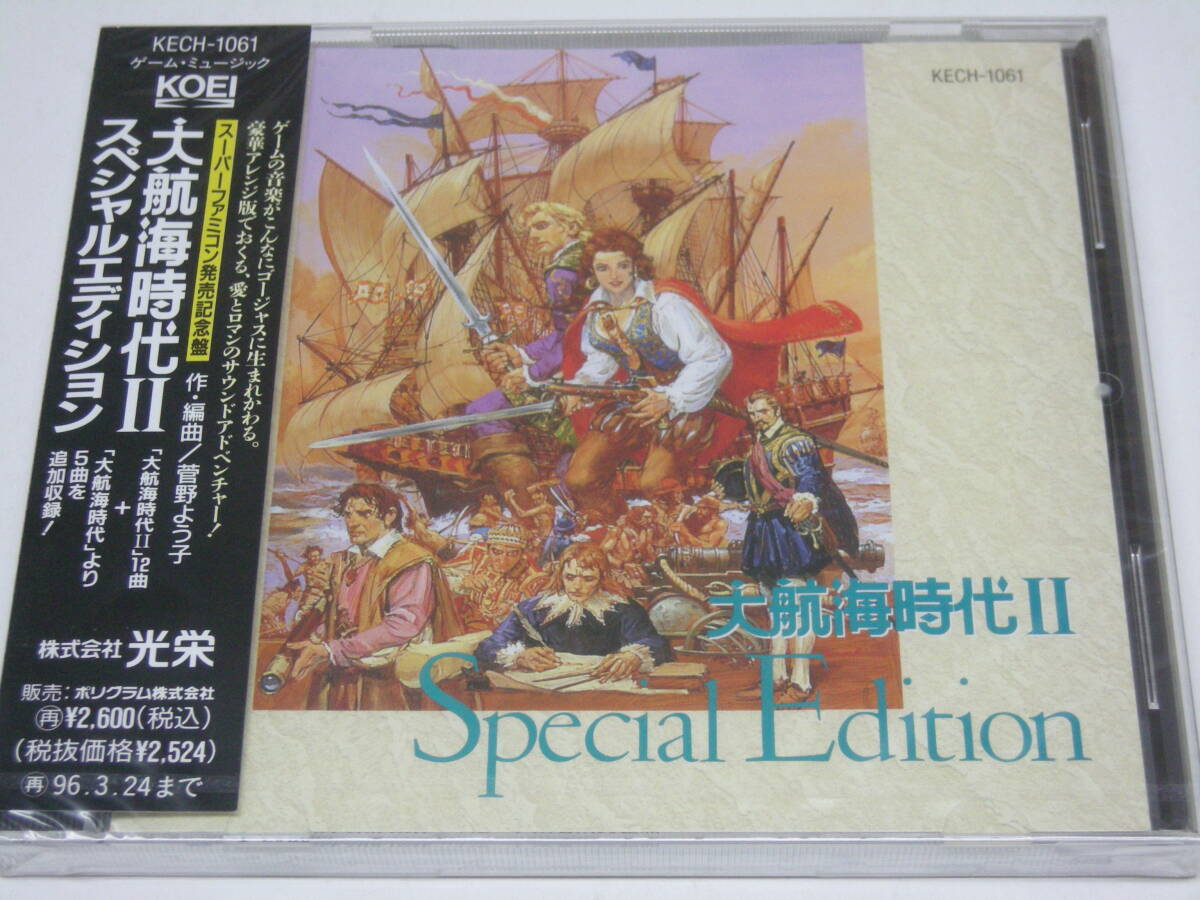 KECH-1061
ゲーム・ミュージック
KOEI
ゲームの音楽がこんなにゴージャスに生まれかわる。
豪華アレンジ版でおくる、愛とロマンのサウンドアドベンチャー!
スーパーファミコン発売記念盤
大航海時代II
スペシャルエディション
作・編曲/菅野よう子
「大航海時代II」12曲
+
「大航海時代」より
5曲を
追加収録!
株式会社 光栄
販売:ポリグラム株式会社
再¥2,600(税込)
(税抜価格¥2,524)
再96.3.24まで
KECH-1061
大航海時代II
Special Edition